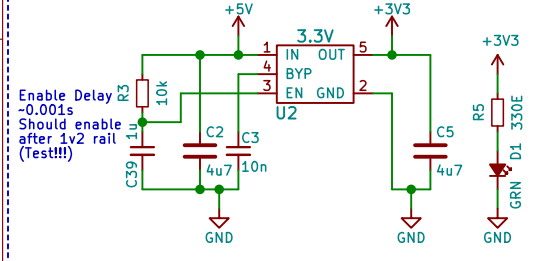 +5V
+3V3
3.3V
1 IN OUT 5
4 BYP
3 EN GND 2
U2
R3
10k
Enable Delay
~0.001s
Should enable
after 1v2 rail
(Test!!!)
1u
C39
C2
4u7
C3
10n
C5
4u7
GND
GND
+3V3
R5
330E
D1
GRN
GND